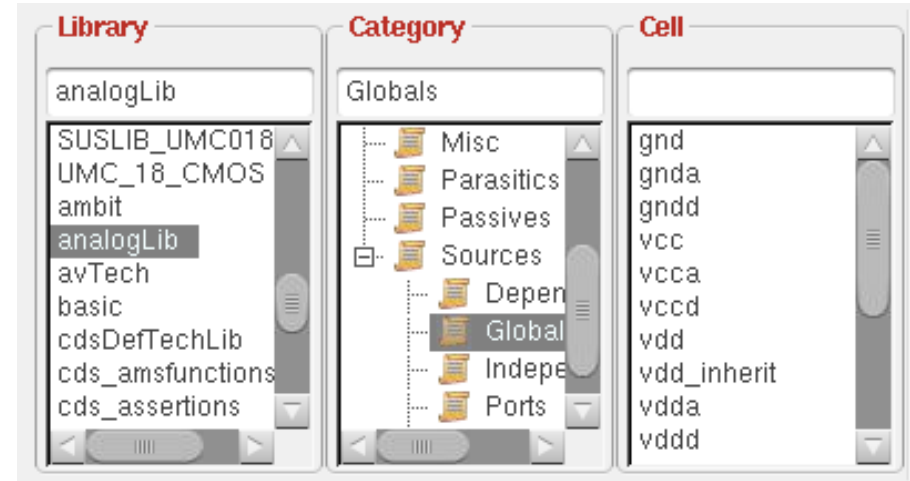 Library
analogLib
SUSLIB_UMC018
UMC_18_CMOS
ambit
analogLib
avTech
basic
cdsDefTechLib
cds_amsfunctions
cds_assertions
Category
Globals
Misc
Parasitics
Passives
Sources
Depen
Global
Indepe
Ports
Cell
gnd
gnda
gndd
vcc
vcca
vccd
vdd
vdd_inherit
vdda
vddd